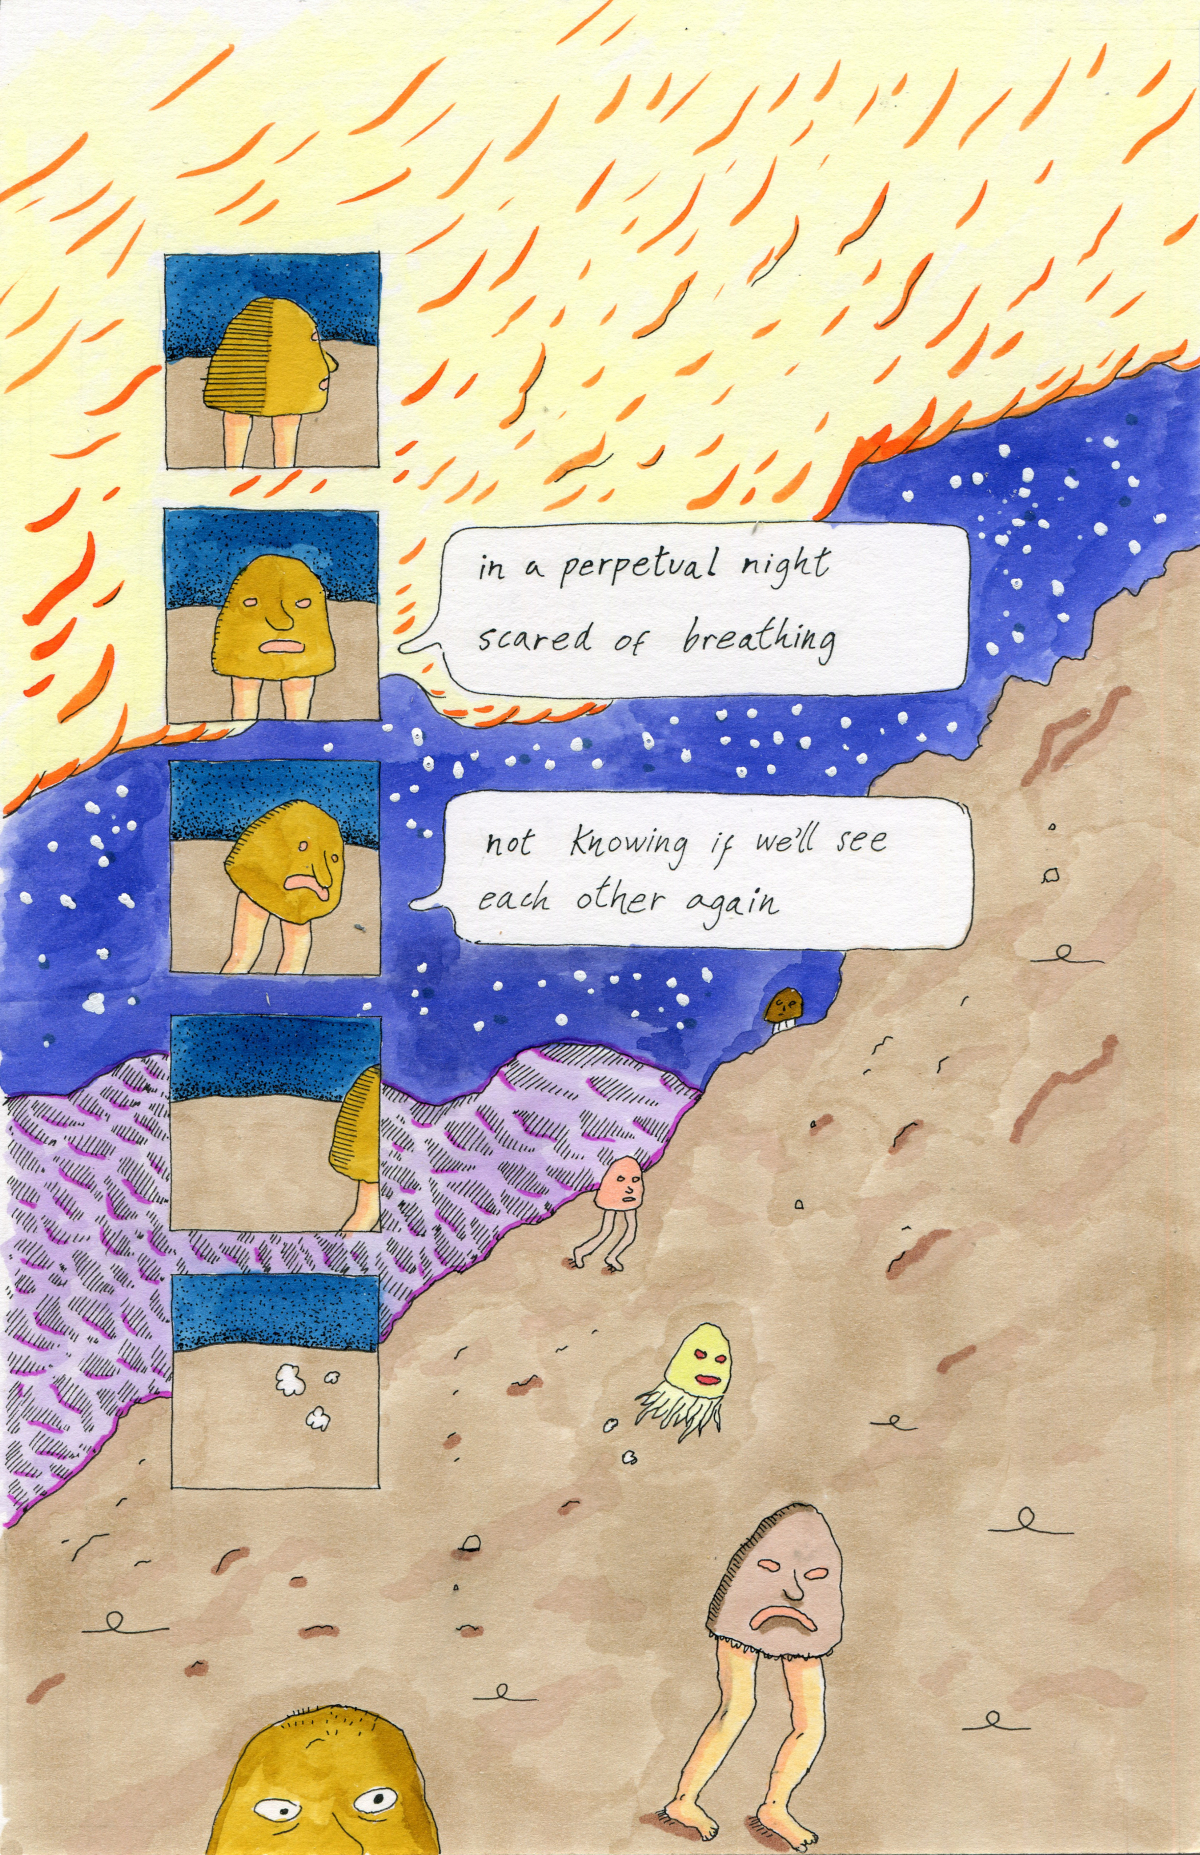 in a perpetual night
scared of breathing
not knowing if we'll see
each other again